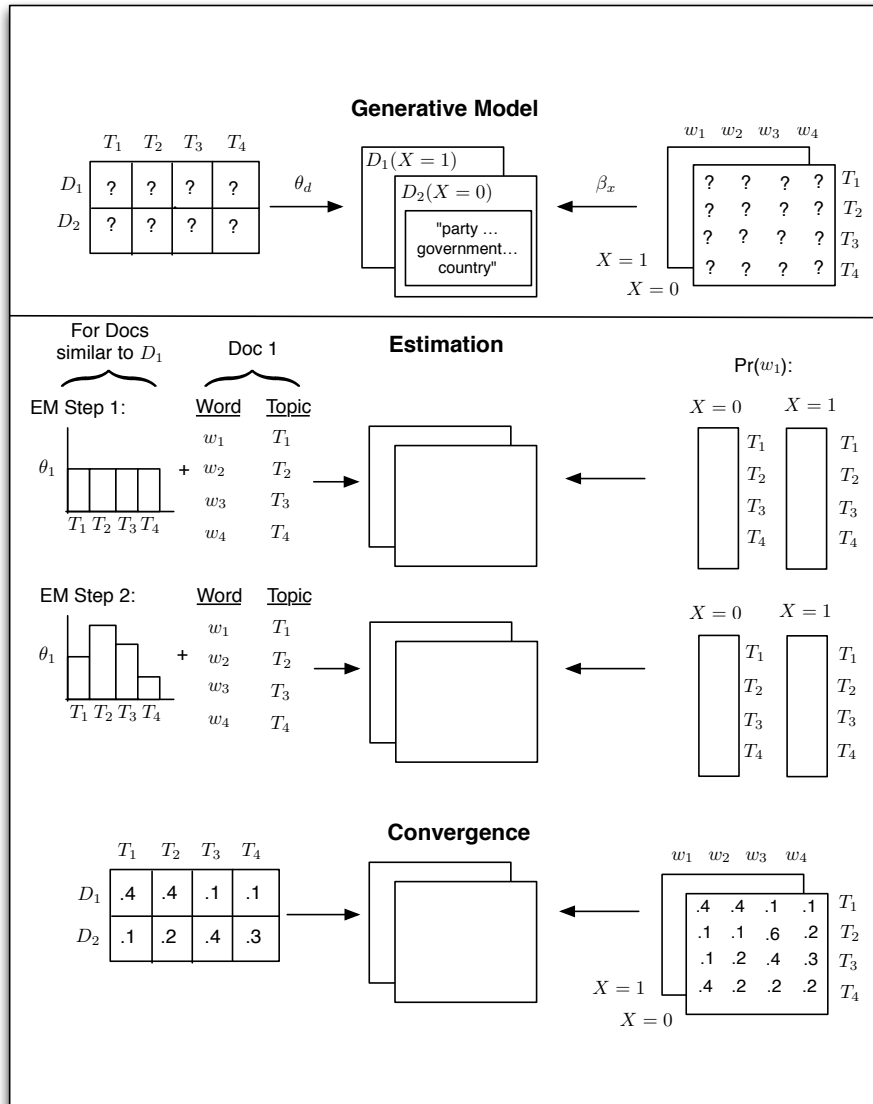 Generative Model
T₁ T₂ T₃ T₄
D₁ ? ? ? ?
D₂ ? ? ? ?
θ_d
D₁(X = 1)
D₂(X = 0)
"party ...
government...
country"
β_x
w₁ w₂ w₃ w₄
? ? ? ? T₁
? ? ? ? T₂
? ? ? ? T₃
? ? ? ? T₄
X = 1
X = 0
Estimation
For Docs
similar to D₁
Doc 1
Pr(w₁):
EM Step 1:
θ₁
T₁ T₂ T₃ T₄
+
Word Topic
w₁ T₁
w₂ T₂
w₃ T₃
w₄ T₄
X = 0 X = 1
T₁ T₁
T₂ T₂
T₃ T₃
T₄ T₄
EM Step 2:
θ₁
T₁ T₂ T₃ T₄
+
Word Topic
w₁ T₁
w₂ T₂
w₃ T₃
w₄ T₄
X = 0 X = 1
T₁ T₁
T₂ T₂
T₃ T₃
T₄ T₄
Convergence
T₁ T₂ T₃ T₄
D₁ .4 .4 .1 .1
D₂ .1 .2 .4 .3
w₁ w₂ w₃ w₄
.4 .4 .1 .1 T₁
.1 .1 .6 .2 T₂
.1 .2 .4 .3 T₃
.4 .2 .2 .2 T₄
X = 1
X = 0